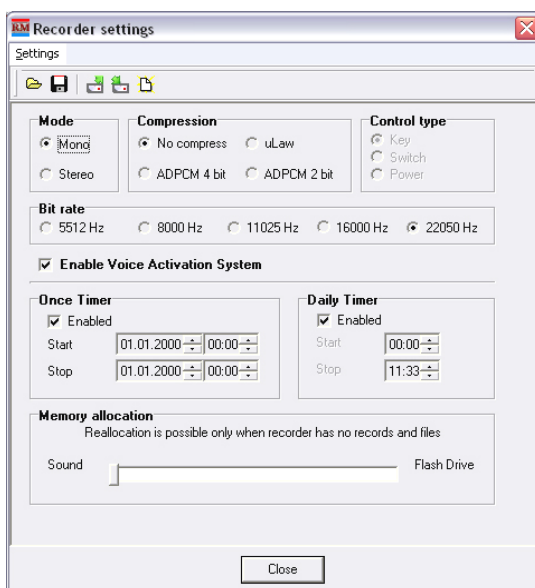 RM Recorder settings
Settings
Mode
Mono
Stereo
Compression
No compress uLaw
ADPCM 4 bit ADPCM 2 bit
Control type
Key
Switch
Power
Bit rate
5512 Hz 8000 Hz 11025 Hz 16000 Hz 22050 Hz
Enable Voice Activation System
Once Timer
Enabled
Start 01.01.2000 00:00
Stop 01.01.2000 00:00
Daily Timer
Enabled
Start 00:00
Stop 11:33
Memory allocation
Reallocation is possible only when recorder has no records and files
Sound Flash Drive
Close